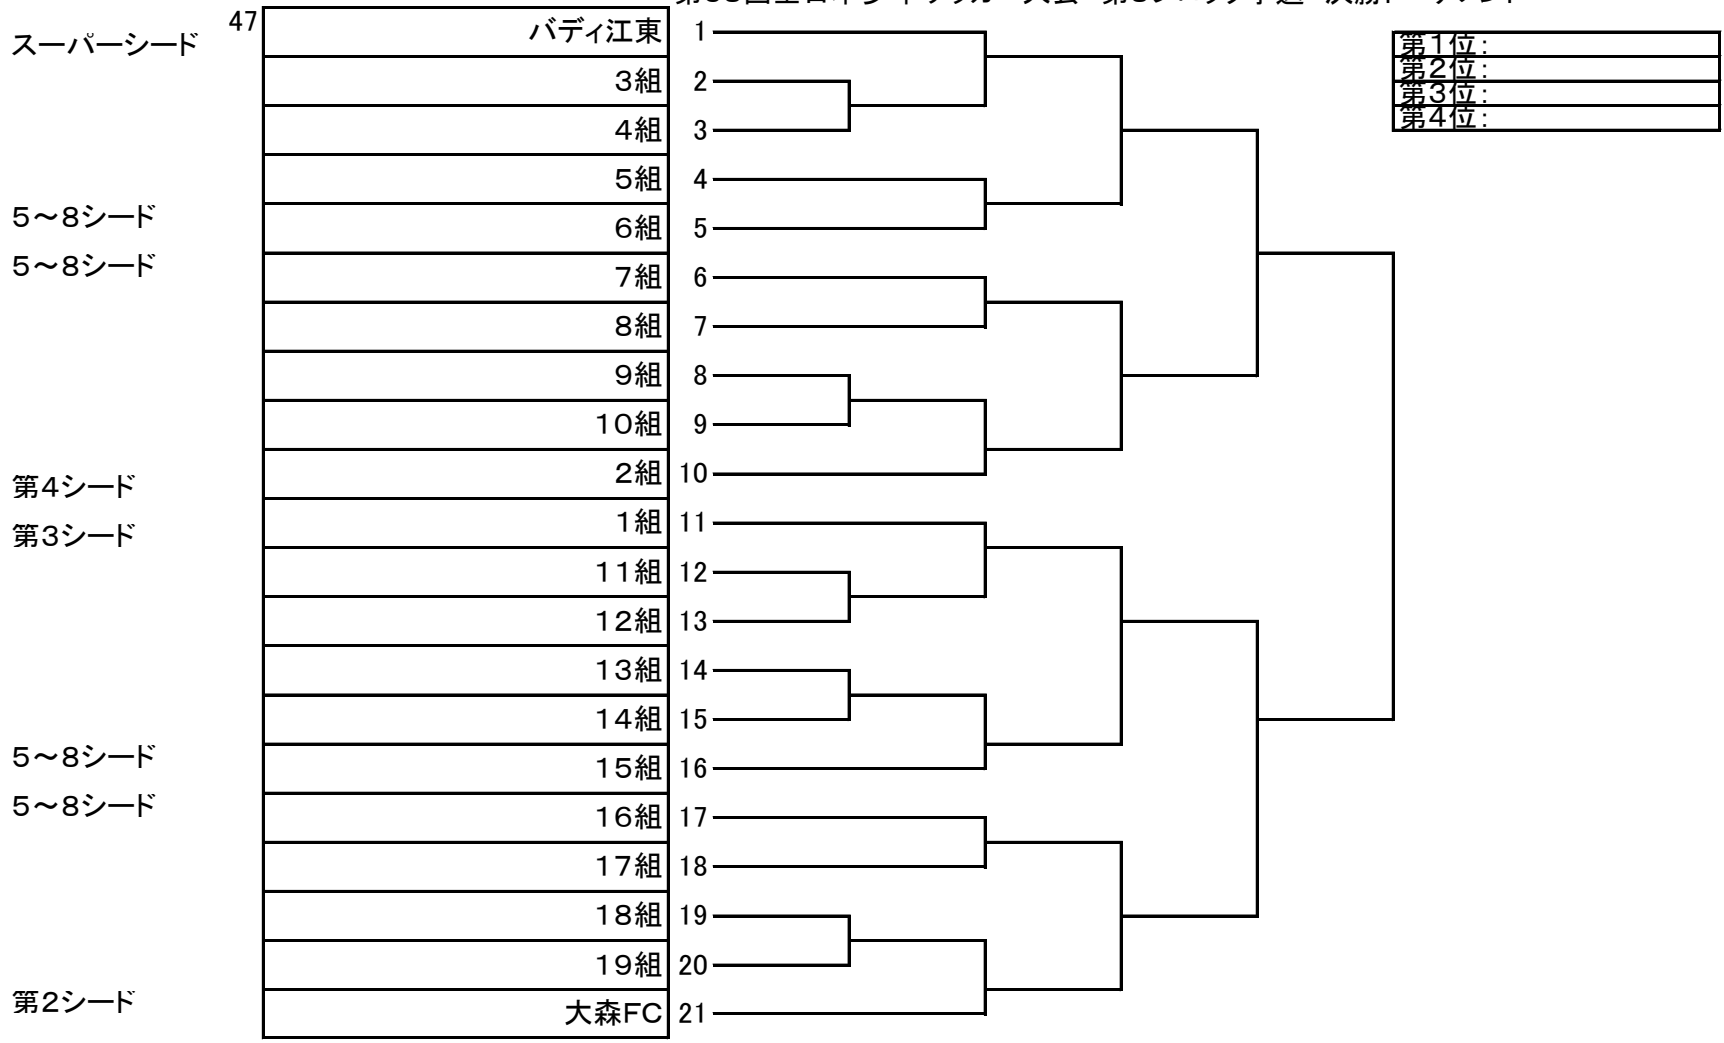 47
スーパーシード
バディ江東 1
第1位:
3組 2
第2位:
第3位:
4組 3
第4位:
5組 4
5～8シード
6組 5
5～8シード
7組 6
8組 7
9組 8
10組 9
2組 10
第4シード
1組 11
第3シード
11組 12
12組 13
13組 14
14組 15
5～8シード
15組 16
5～8シード
16組 17
17組 18
18組 19
19組 20
第2シード
大森FC 21